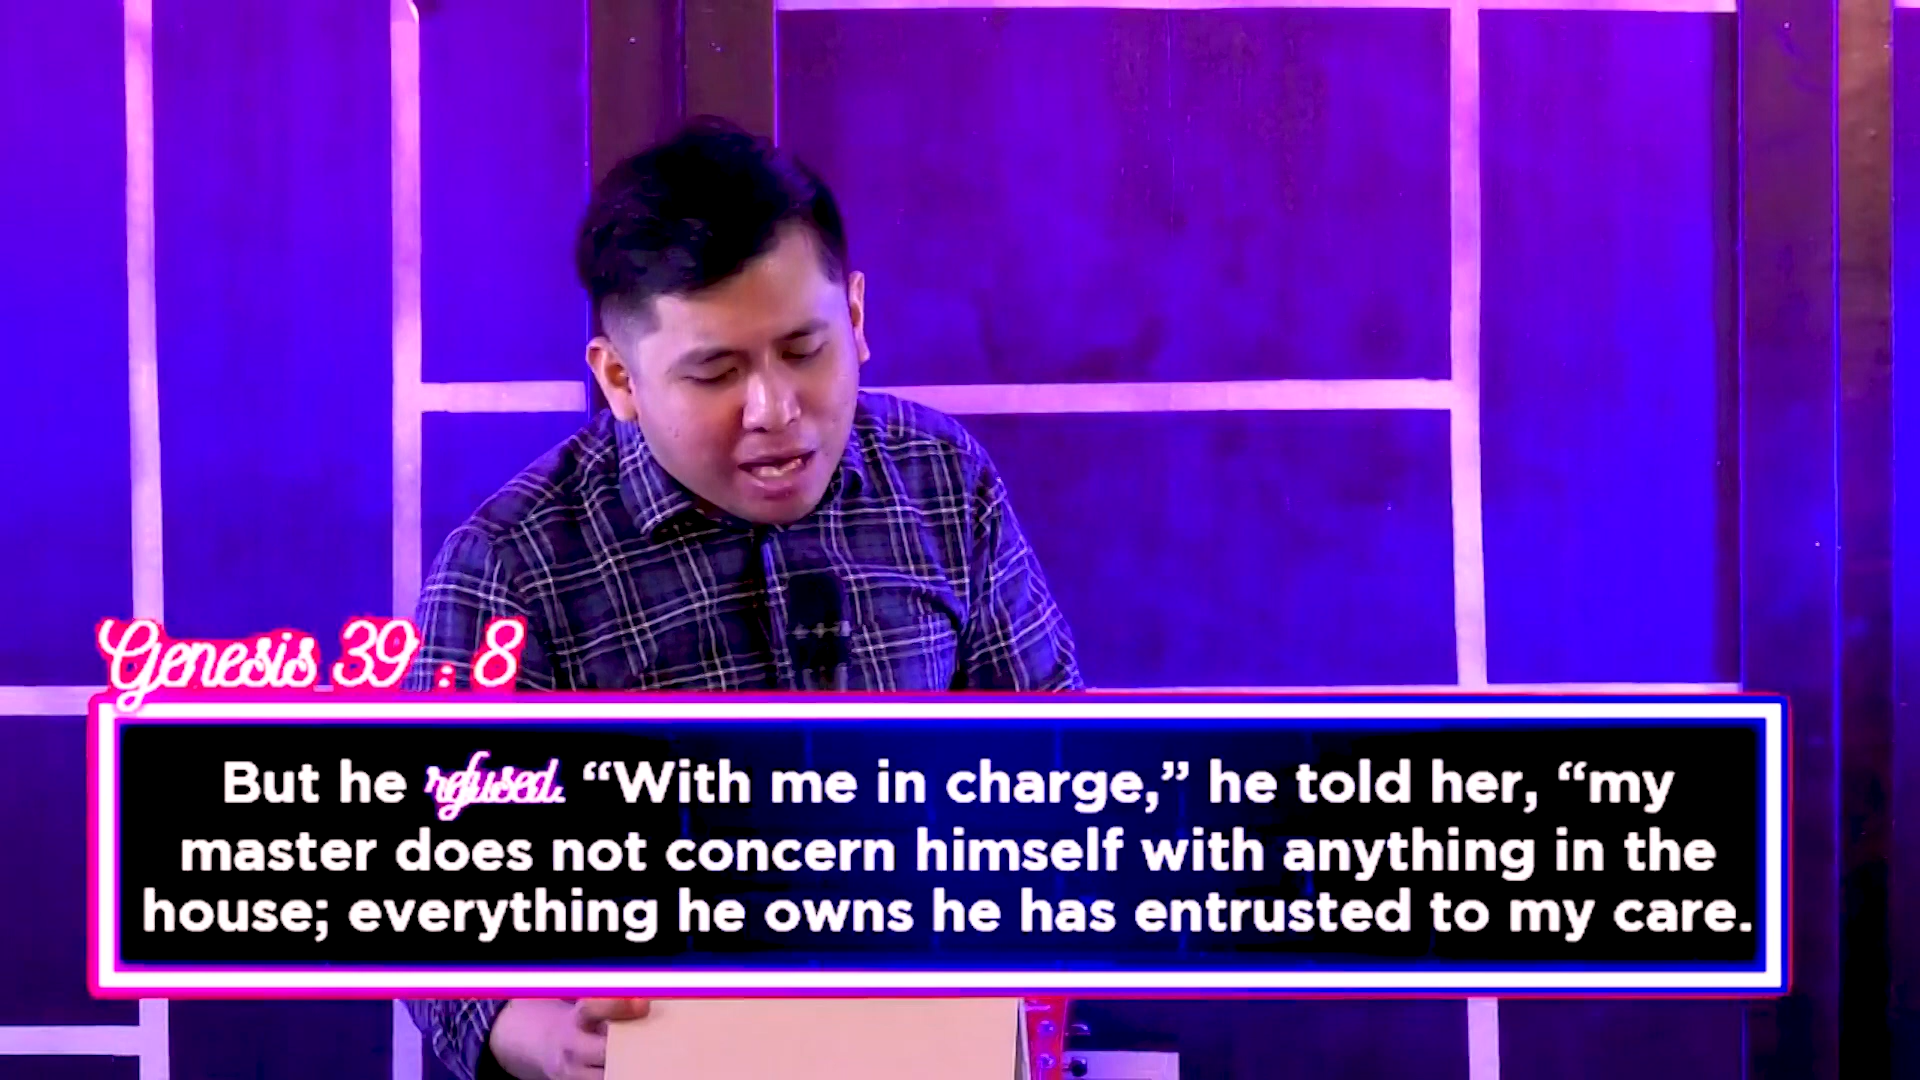 Genesis 39 : 8
But he refused. “With me in charge,” he told her, “my
master does not concern himself with anything in the
house; everything he owns he has entrusted to my care.